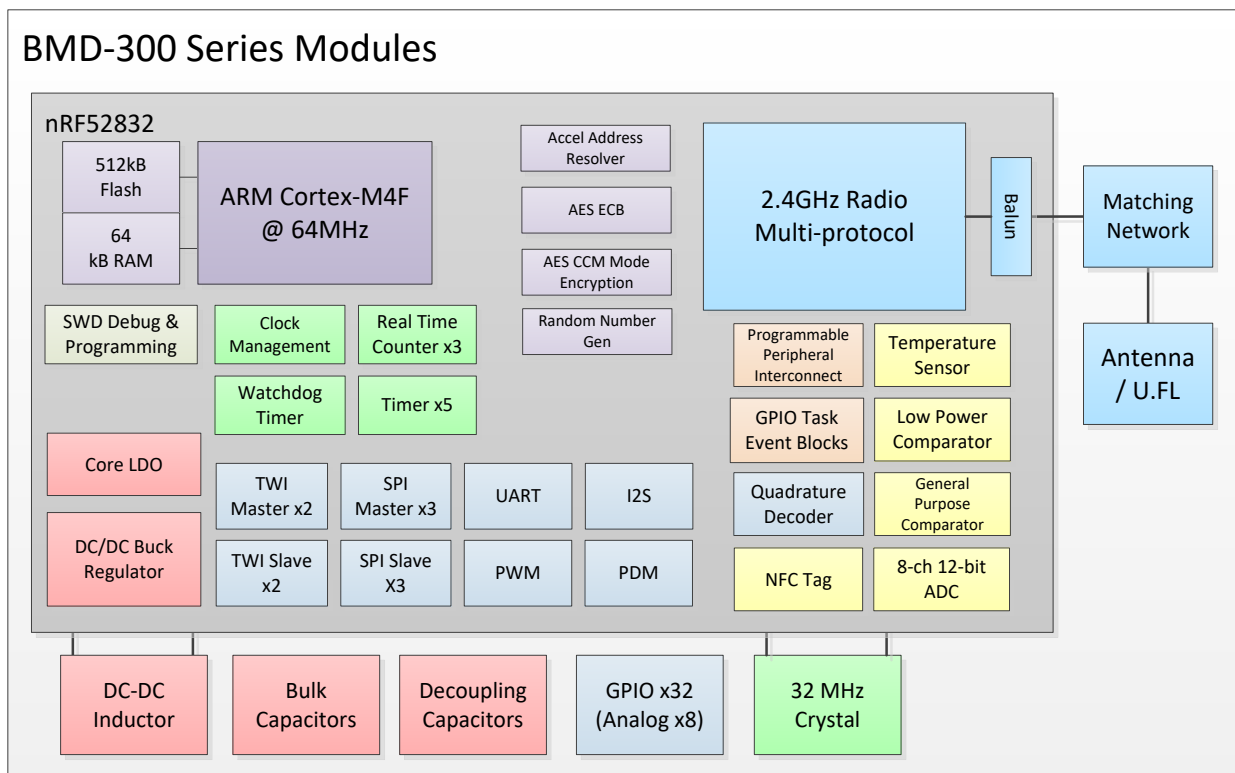 BMD-300 Series Modules
nRF52832
512kB
Flash
64
kB RAM
ARM Cortex-M4F
@ 64MHz
Accel Address
Resolver
AES ECB
AES CCM Mode
Encryption
Random Number
Gen
2.4GHz Radio
Multi-protocol
Balun
Matching
Network
Antenna
/ U.FL
SWD Debug &
Programming
Clock
Management
Real Time
Counter x3
Watchdog
Timer
Timer x5
Programmable
Peripheral
Interconnect
Temperature
Sensor
GPIO Task
Event Blocks
Low Power
Comparator
Core LDO
DC/DC Buck
Regulator
TWI
Master x2
SPI
Master x3
UART
I2S
Quadrature
Decoder
General
Purpose
Comparator
TWI Slave
x2
SPI Slave
X3
PWM
PDM
NFC Tag
8-ch 12-bit
ADC
DC-DC
Inductor
Bulk
Capacitors
Decoupling
Capacitors
GPIO x32
(Analog x8)
32 MHz
Crystal